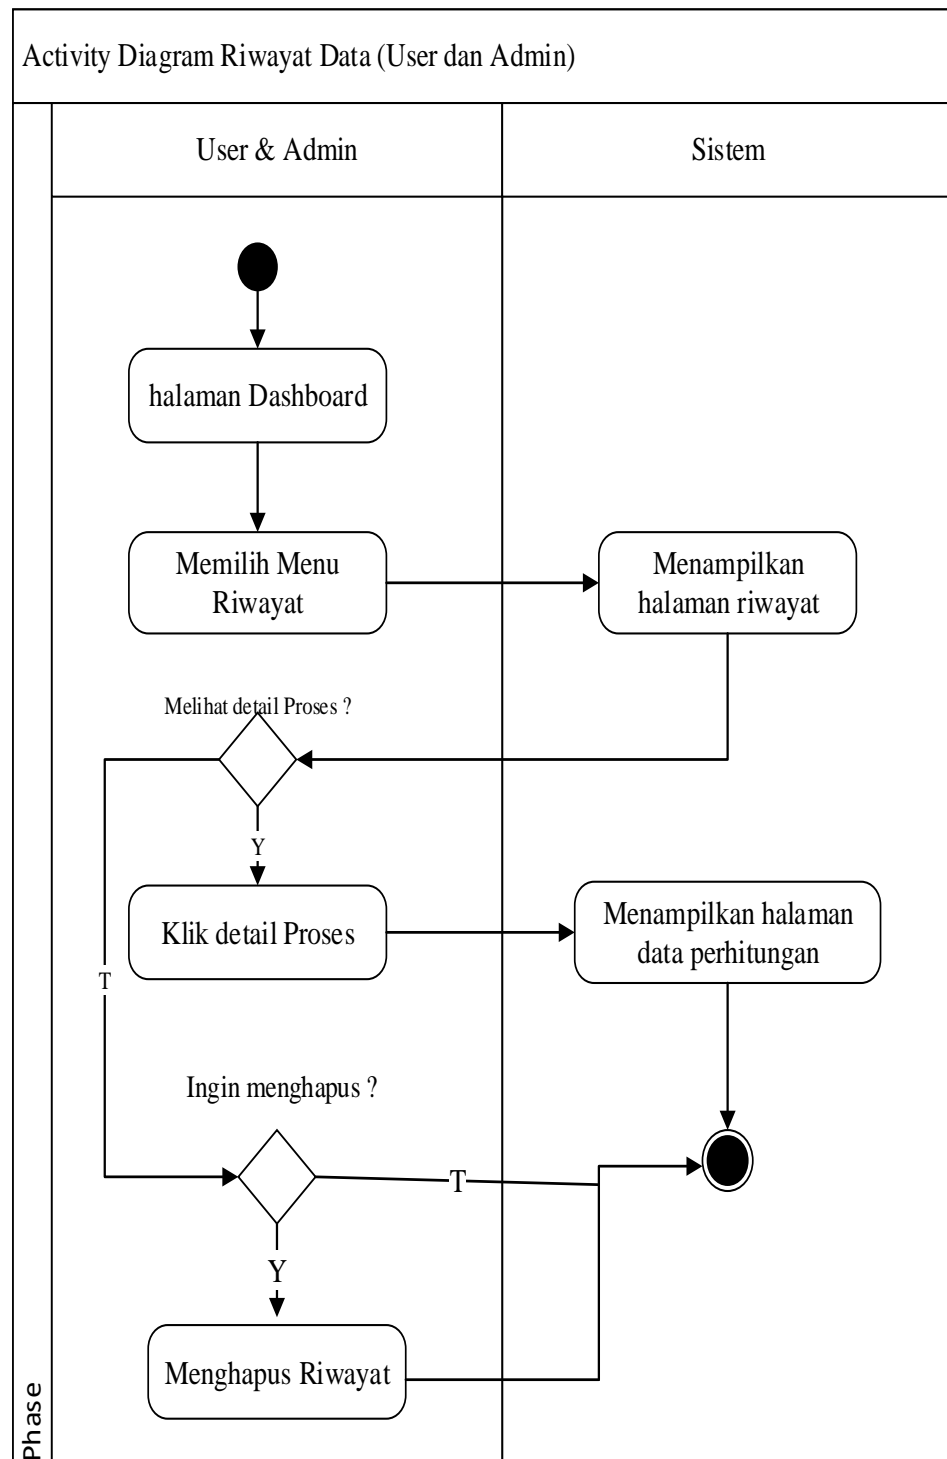 Activity Diagram Riwayat Data (User dan Admin)
User & Admin
Sistem
halaman Dashboard
Memilih Menu
Riwayat
Menampilkan
halaman riwayat
Melihat detail Proses ?
Y
Klik detail Proses
Menampilkan halaman
data perhitungan
T
Ingin menghapus ?
T
Y
Menghapus Riwayat
Phase